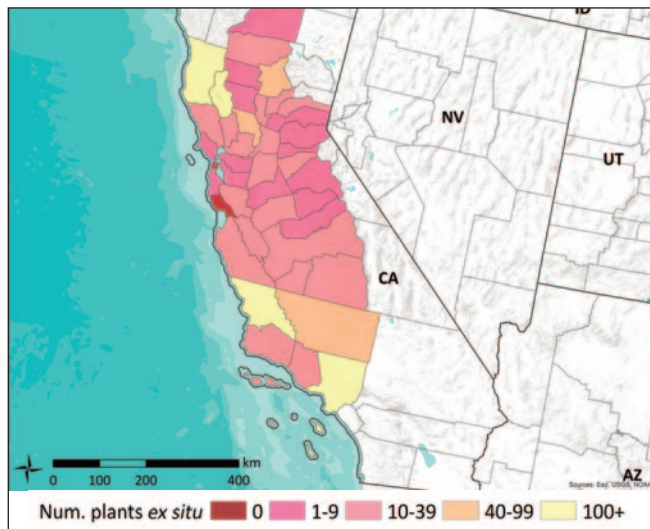 ID
NV
UT
CA
km
0 100 200 400
AZ
Sources: Esri, USGS, NOAA
Num. plants ex situ 0 1-9 10-39 40-99 100+